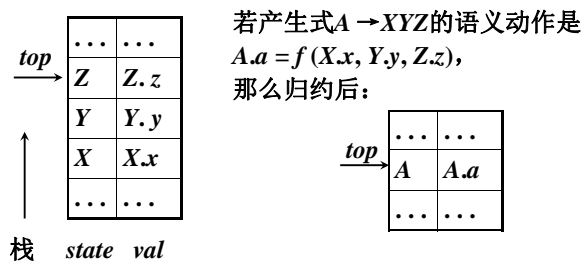 ... ...
top
Z Z. z
Y Y. y
X X.x
... ...
栈 state val
若产生式A →XYZ的语义动作是
A.a = f (X.x, Y.y, Z.z),
那么归约后:
... ...
top
A A.a
... ...